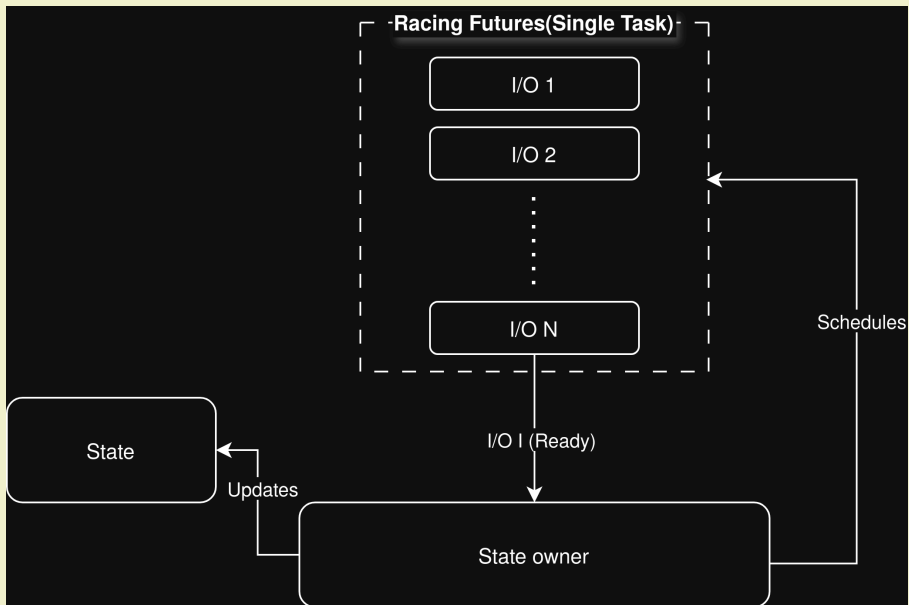 Racing Futures(Single Task)
I/O 1
I/O 2
I/O N
Schedules
I/O I (Ready)
State
Updates
State owner